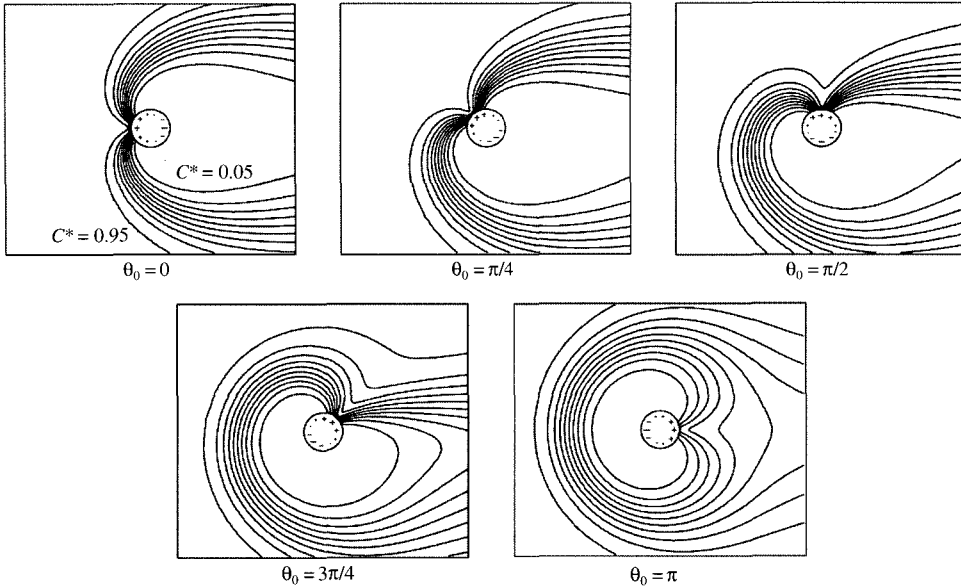 C* = 0.05
C* = 0.95
θ₀ = 0
θ₀ = π/4
θ₀ = π/2
θ₀ = 3π/4
θ₀ = π